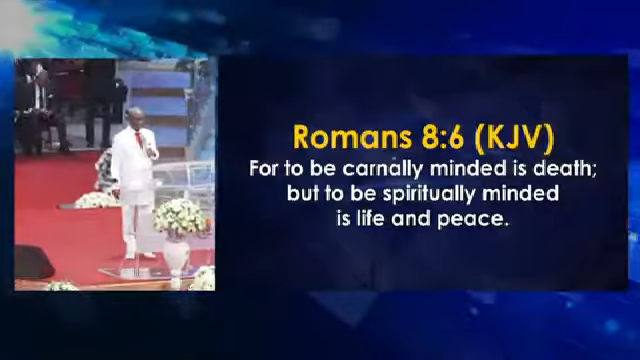 Romans 8:6 (KJV)
For to be carnally minded is death;
but to be spiritually minded
is life and peace.